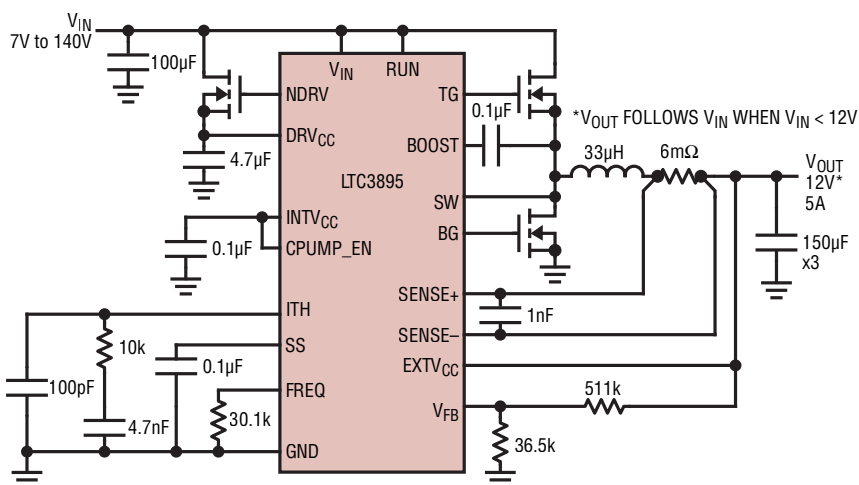 VIN
7V to 140V
100µF
VIN
RUN
NDRV
TG
0.1µF
*VOUT FOLLOWS VIN WHEN VIN < 12V
DRVCC
BOOST
4.7µF
33µH
6mΩ
VOUT
12V*
5A
LTC3895
SW
INTVCC
BG
0.1µF
CPUMP_EN
150µF
x3
SENSE+
1nF
ITH
10k
SENSE–
SS
0.1µF
EXTVCC
100pF
FREQ
511k
4.7nF
30.1k
VFB
36.5k
GND